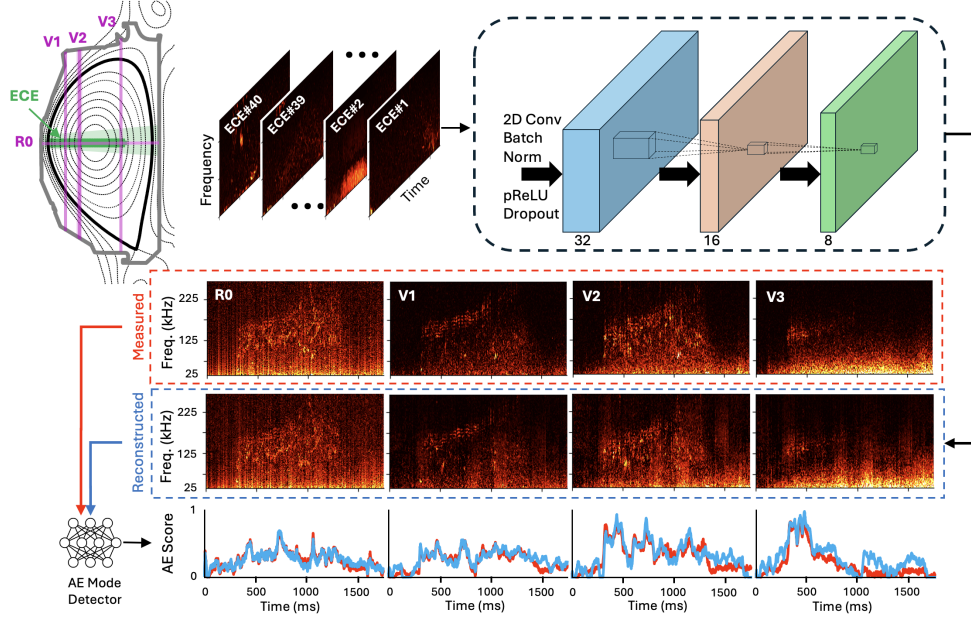 V3
V1 V2
ECE
R0
ECE#40
ECE#39
ECE#2
ECE#1
Frequency
Time
2D Conv
Batch
Norm
pReLU
Dropout
32
16
8
Measured
Freq. (kHz)
225
125
25
R0
V1
V2
V3
Reconstructed
Freq. (kHz)
225
125
25
AE Mode
Detector
AE Score
1
0
0 500 1000 1500
Time (ms)
0 500 1000 1500
Time (ms)
0 500 1000 1500
Time (ms)
0 500 1000 1500
Time (ms)